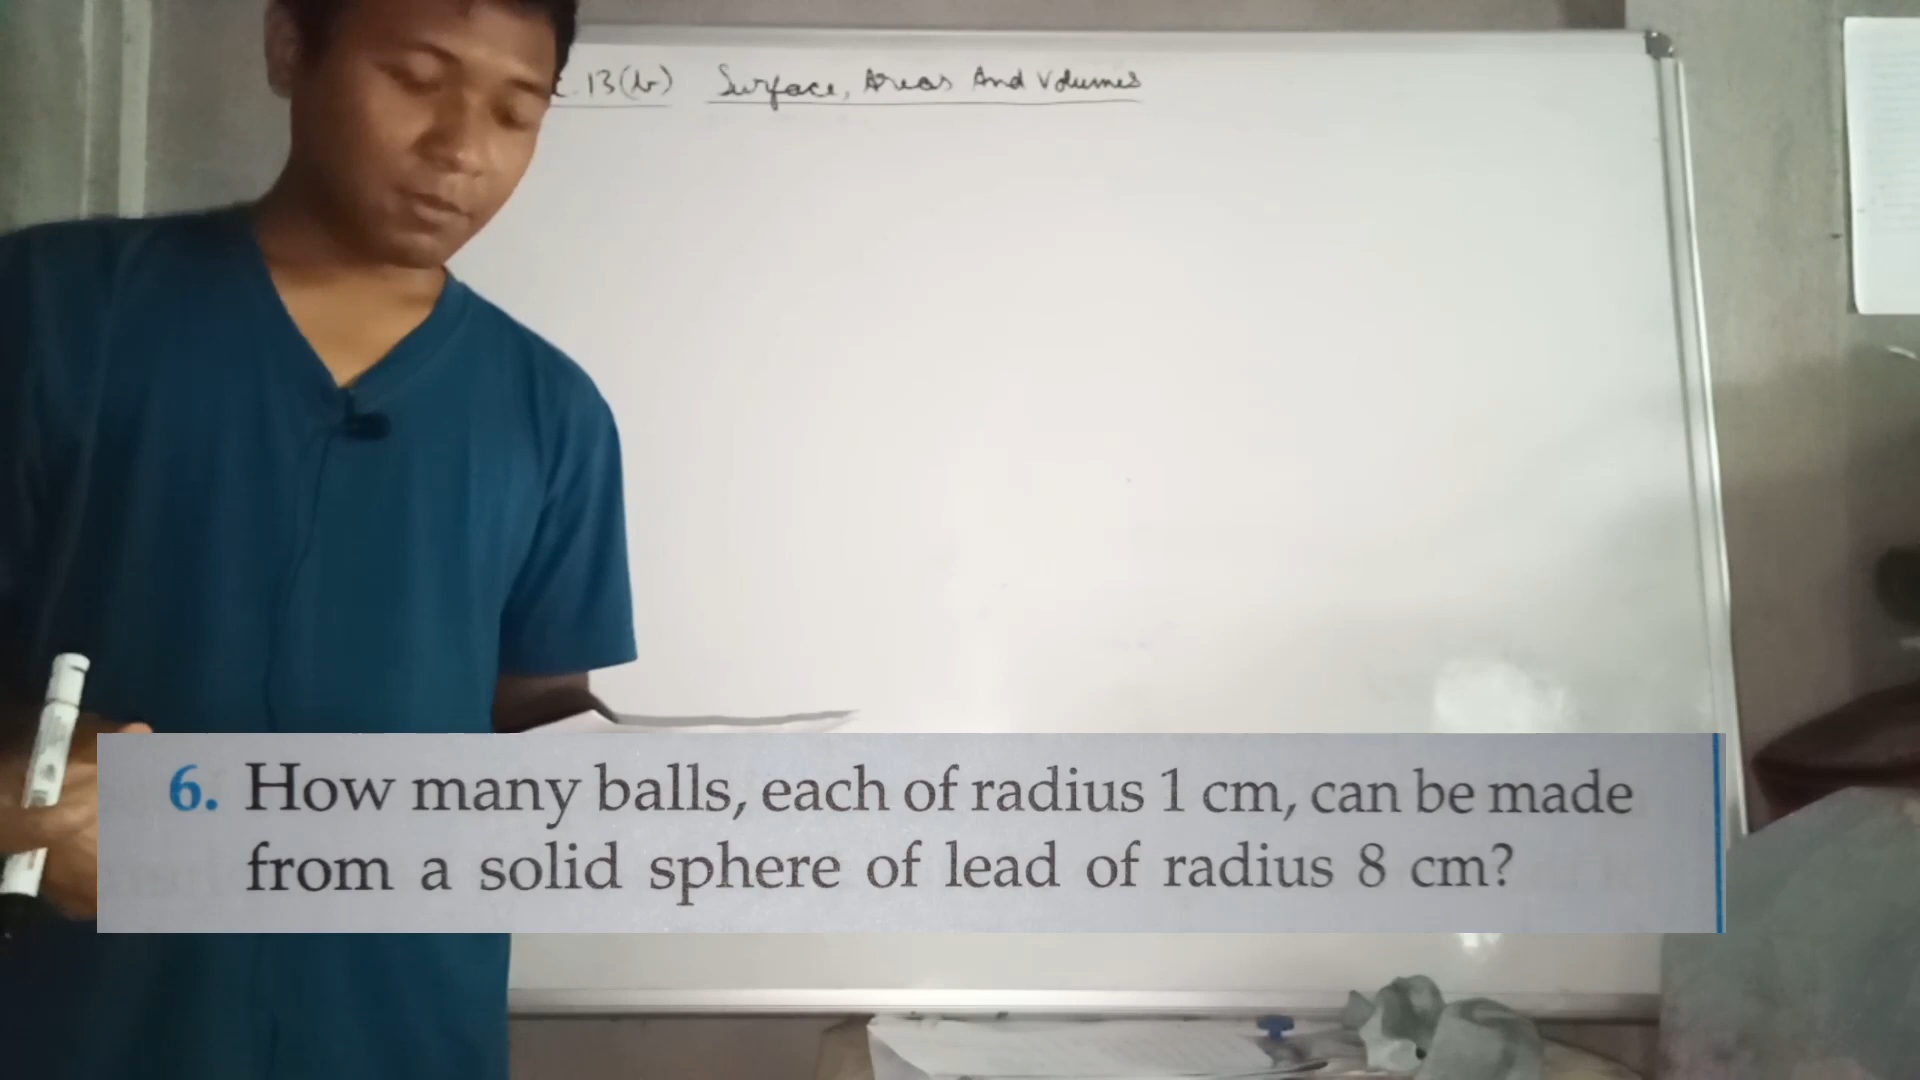 . 13(b) Surface, Areas And Volumes
6. How many balls, each of radius 1 cm, can be made
from a solid sphere of lead of radius 8 cm?